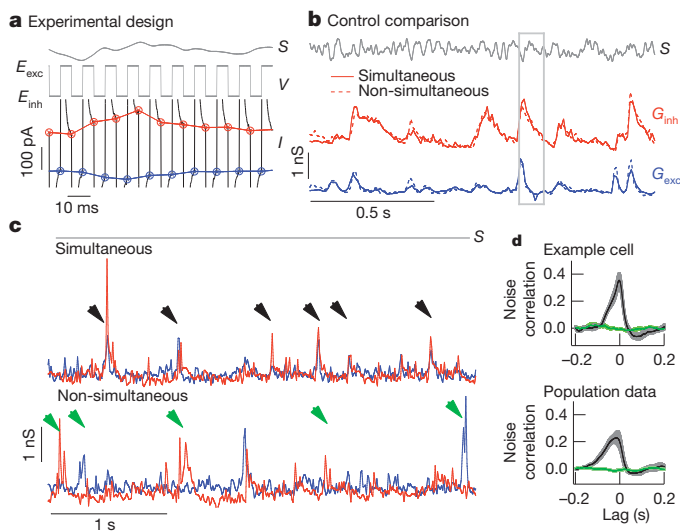 a Experimental design
S
E_exc
V
E_inh
I
100 pA
10 ms
b Control comparison
S
Simultaneous
Non-simultaneous
G_inh
G_exc
1 nS
0.5 s
c
S
Simultaneous
Non-simultaneous
1 nS
1 s
d
Example cell
Noise
correlation
0.4
0.2
0.0
−0.2
0
0.2
Population data
Noise
correlation
0.4
0.2
0
−0.2
0
0.2
Lag (s)